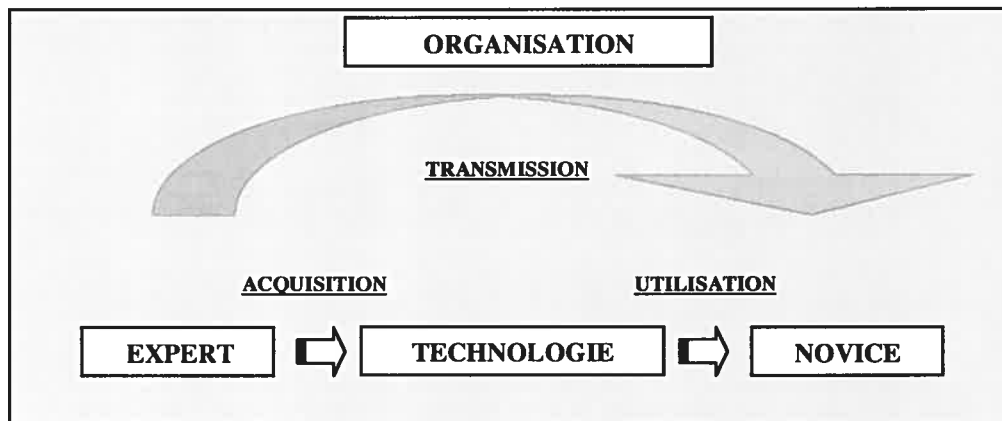 ORGANISATION
TRANSMISSION
ACQUISITION
UTILISATION
EXPERT
TECHNOLOGIE
NOVICE